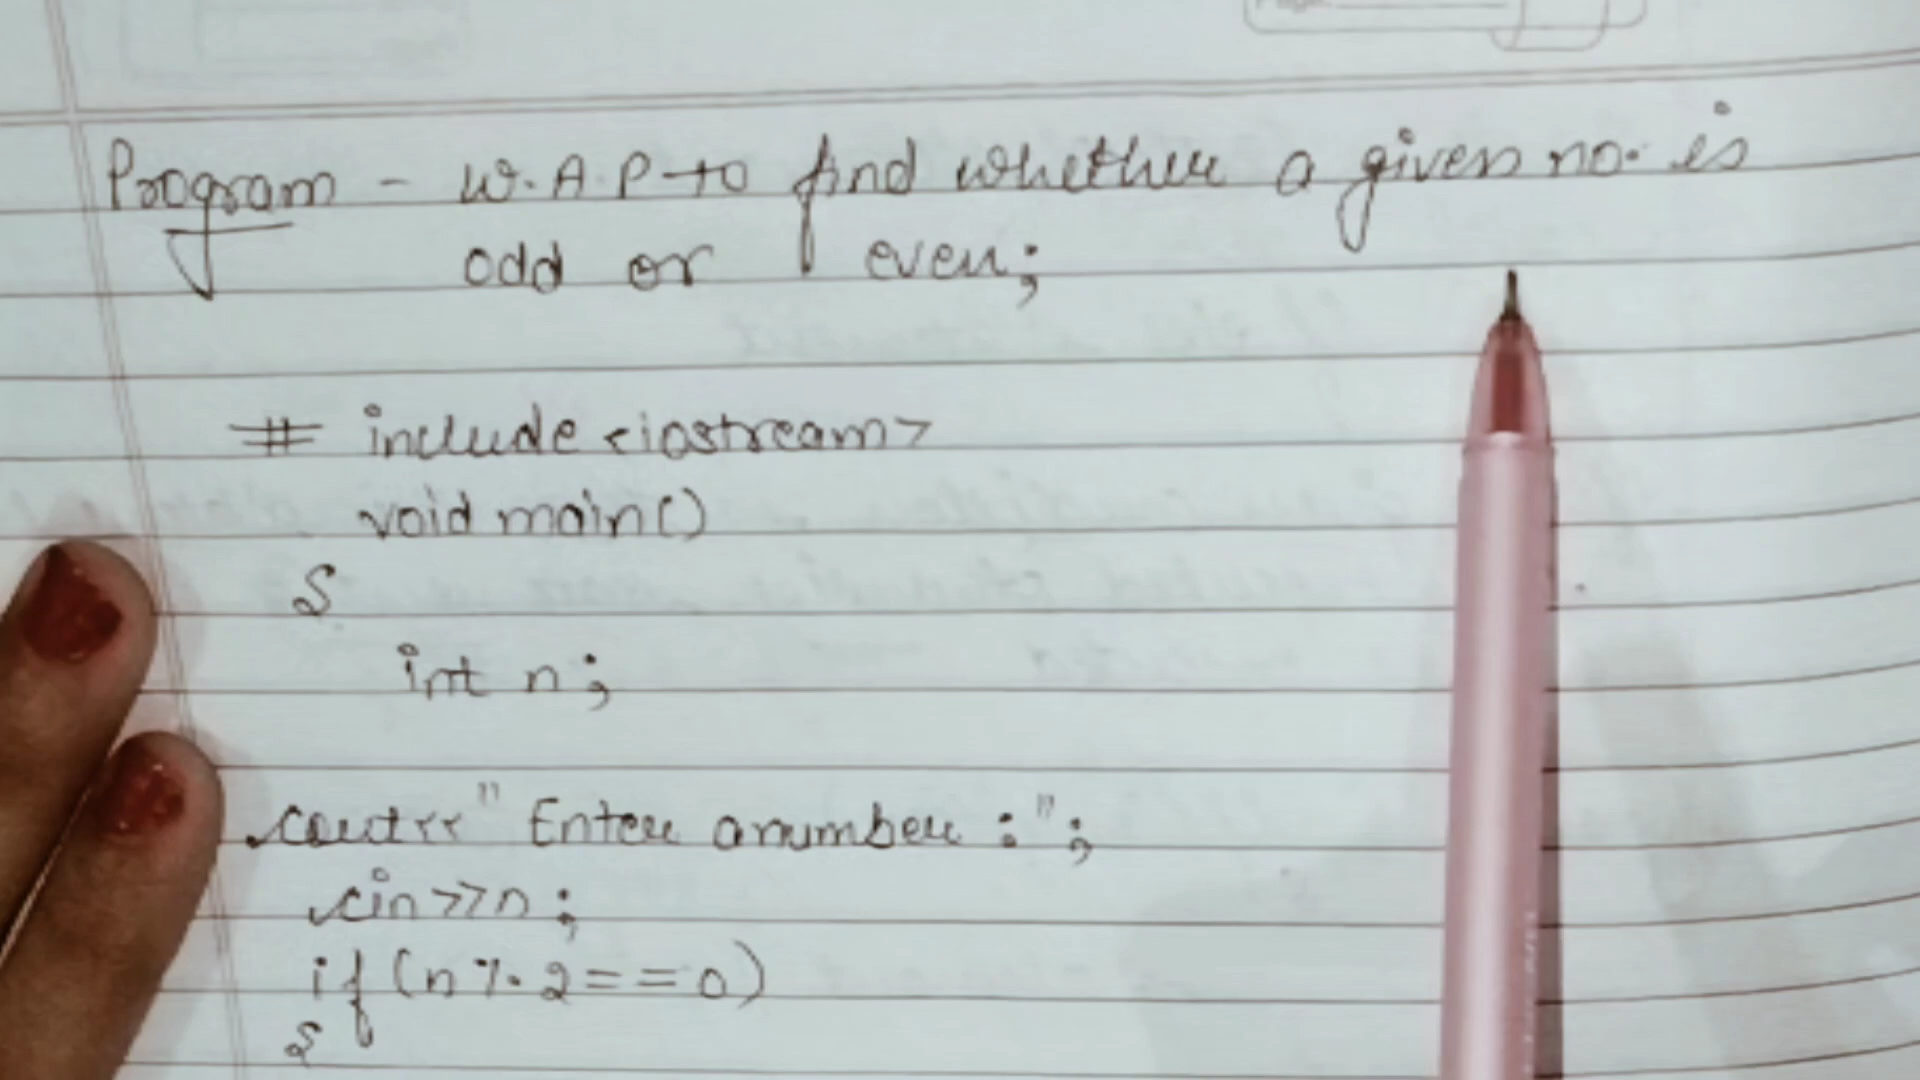 Program - W.A.P to find whether a given no. is
odd or even;
# include <iostream>
void main()
{
int n;
cout<<" Enter a number :";
cin>>n;
if (n % 2 == 0)
{